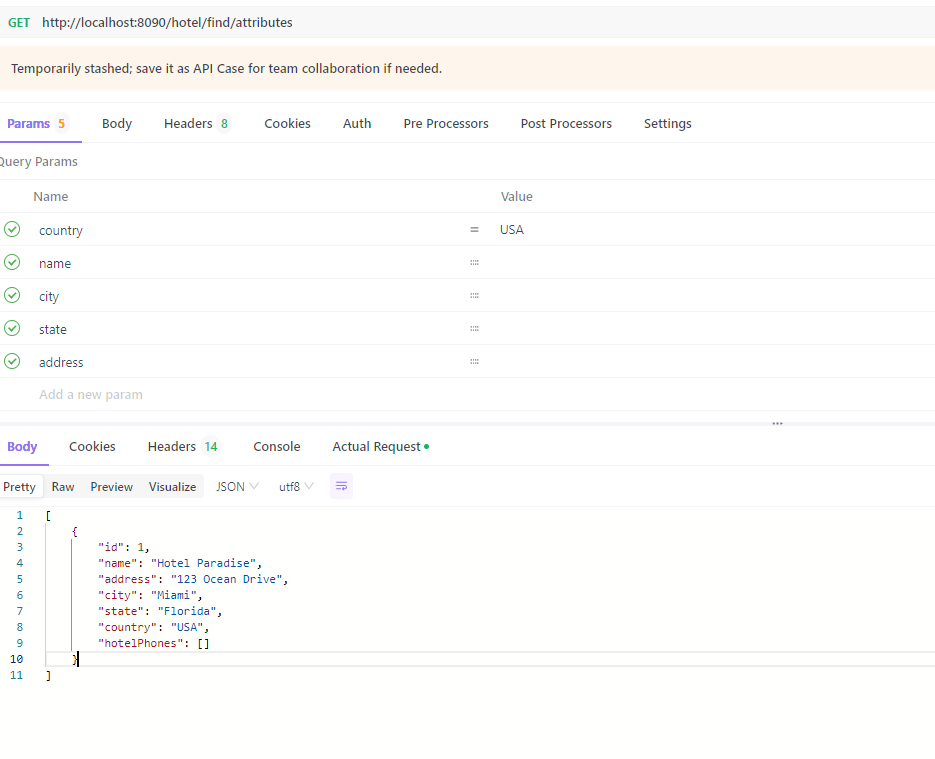 GET http://localhost:8090/hotel/find/attributes
Temporarily stashed; save it as API Case for team collaboration if needed.
Params 5 Body Headers 8 Cookies Auth Pre Processors Post Processors Settings
Query Params
Name Value
country = USA
name
city
state
address
Add a new param
Body Cookies Headers 14 Console Actual Request
Pretty Raw Preview Visualize JSON utf8
1 [
2 {
3 "id": 1,
4 "name": "Hotel Paradise",
5 "address": "123 Ocean Drive",
6 "city": "Miami",
7 "state": "Florida",
8 "country": "USA",
9 "hotelPhones": []
10 }
11 ]